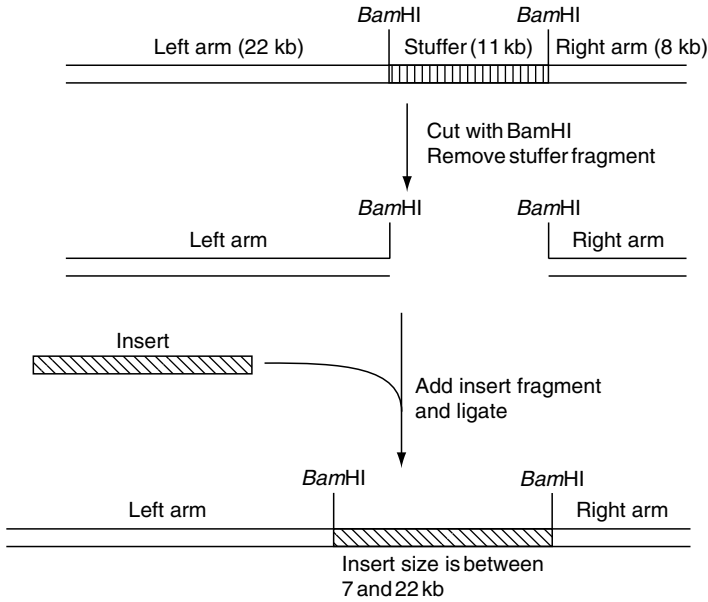 BamHI BamHI
Left arm (22 kb) Stuffer (11 kb) Right arm (8 kb)
Cut with BamHI
Remove stuffer fragment
BamHI BamHI
Left arm Right arm
Insert
Add insert fragment
and ligate
BamHI BamHI
Left arm Right arm
Insert size is between
7 and 22 kb